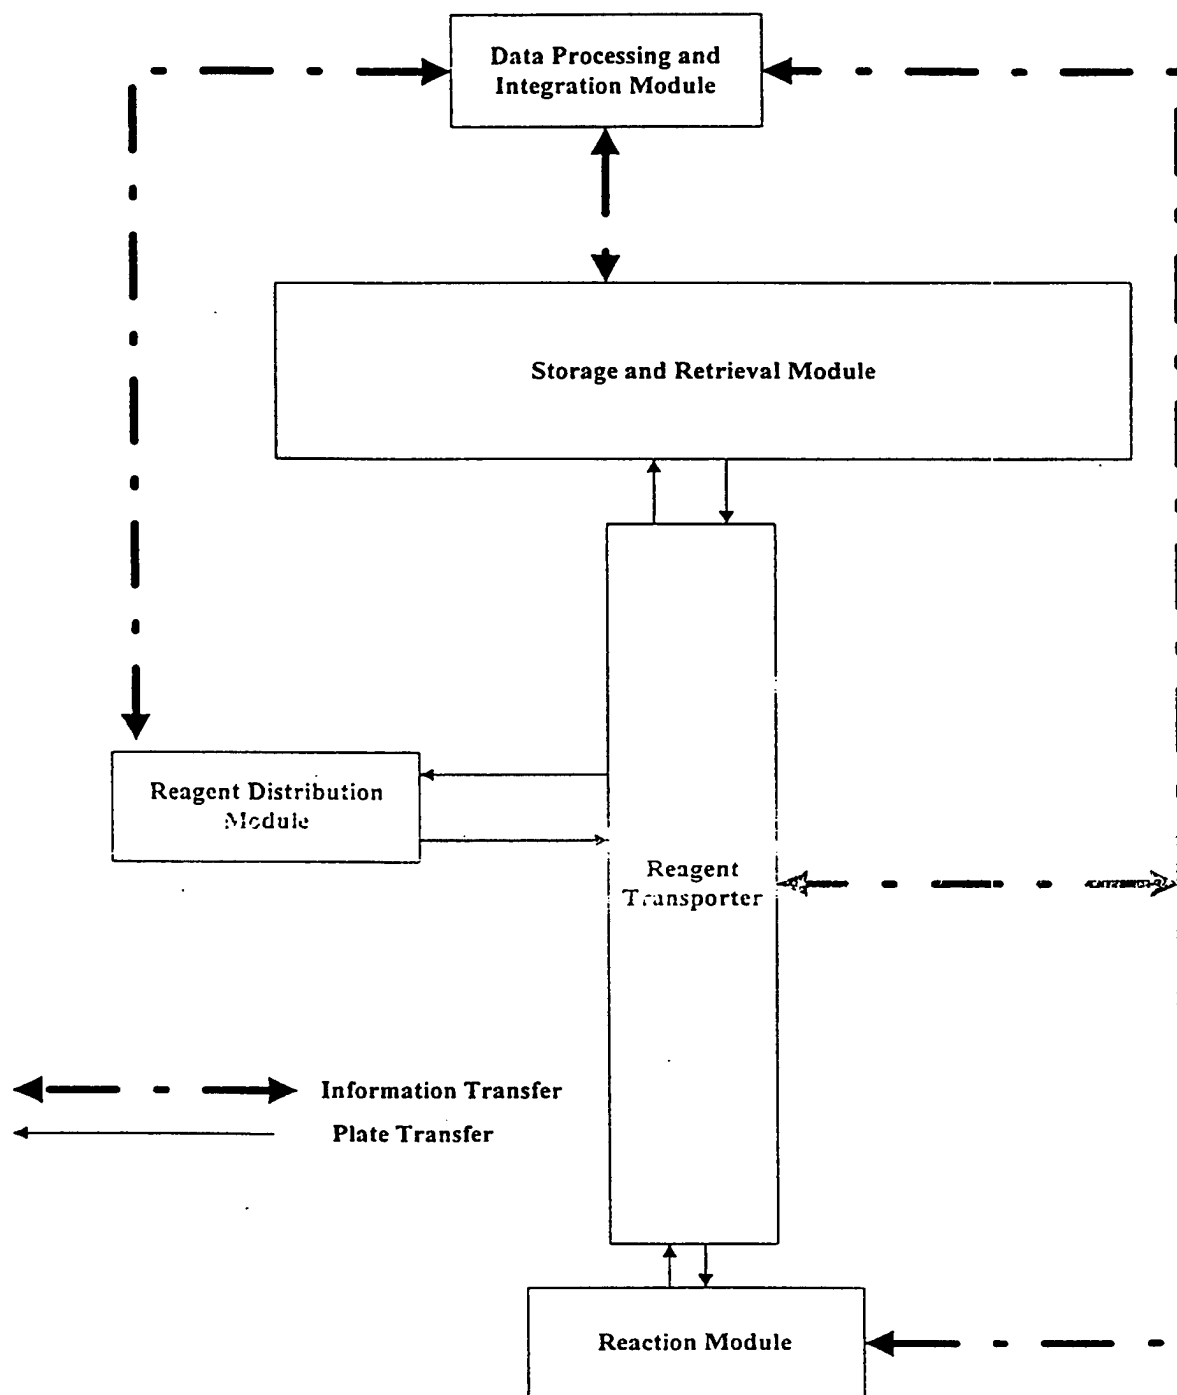 Data Processing and
Integration Module
Storage and Retrieval Module
Reagent Distribution
Module
Reagent
Transporter
Information Transfer
Plate Transfer
Reaction Module